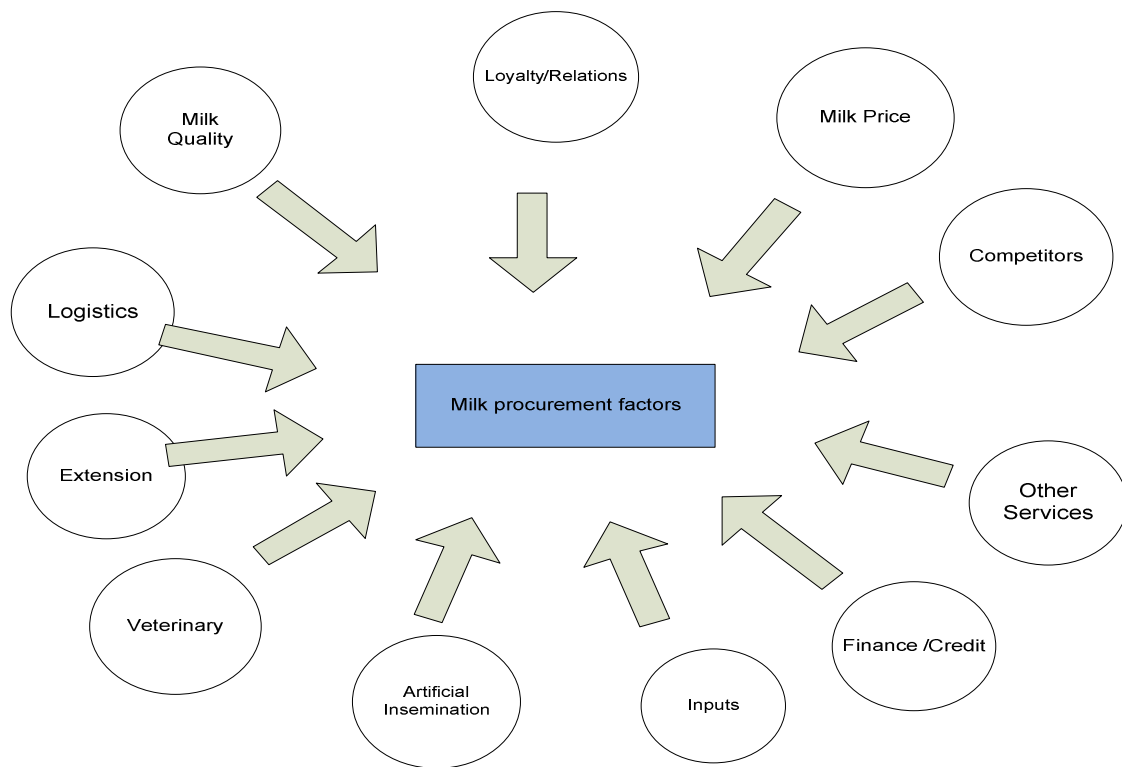 Loyalty/Relations
Milk
Quality
Milk Price
Competitors
Logistics
Milk procurement factors
Extension
Other
Services
Veterinary
Finance /Credit
Artificial
Insemination
Inputs